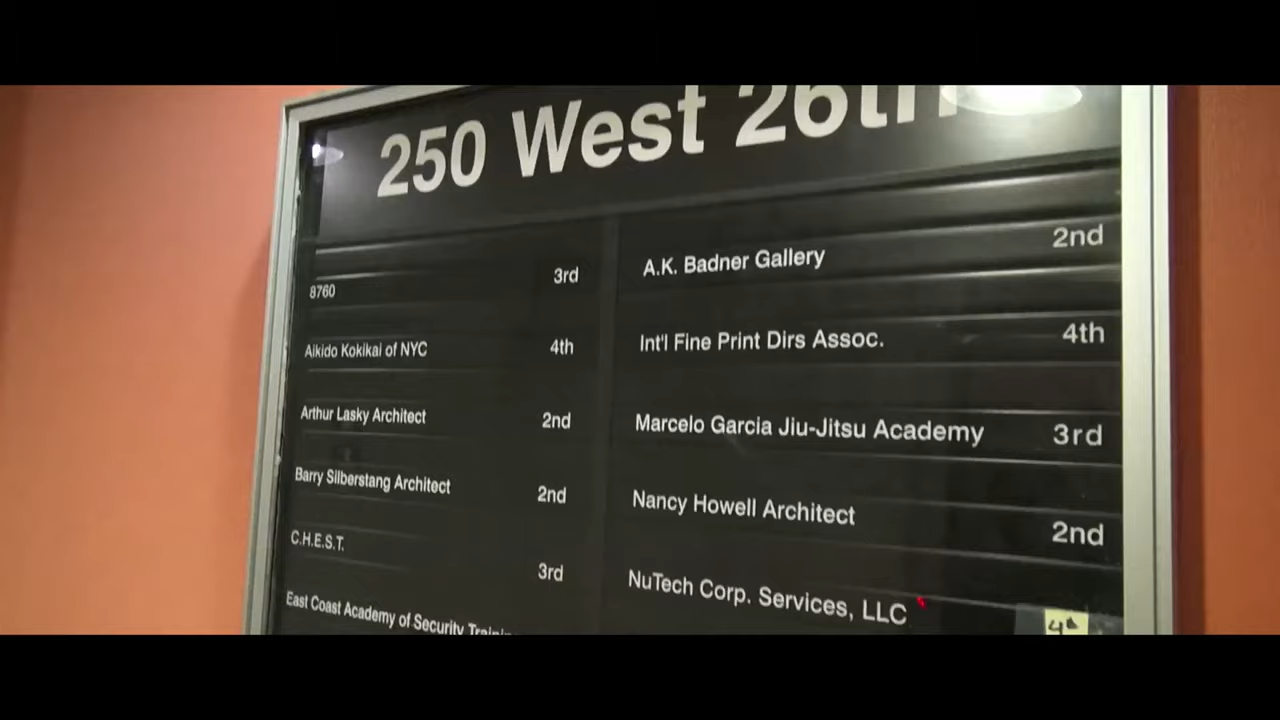 250 West 26th
8760 3rd
Aikido Kokikai of NYC 4th
Arthur Lasky Architect 2nd
Barry Silberstang Architect 2nd
C.H.E.S.T. 3rd
East Coast Academy of Security
A.K. Badner Gallery 2nd
Int'l Fine Print Dlrs Assoc. 4th
Marcelo Garcia Jiu-Jitsu Academy 3rd
Nancy Howell Architect 2nd
NuTech Corp. Services, LLC 4